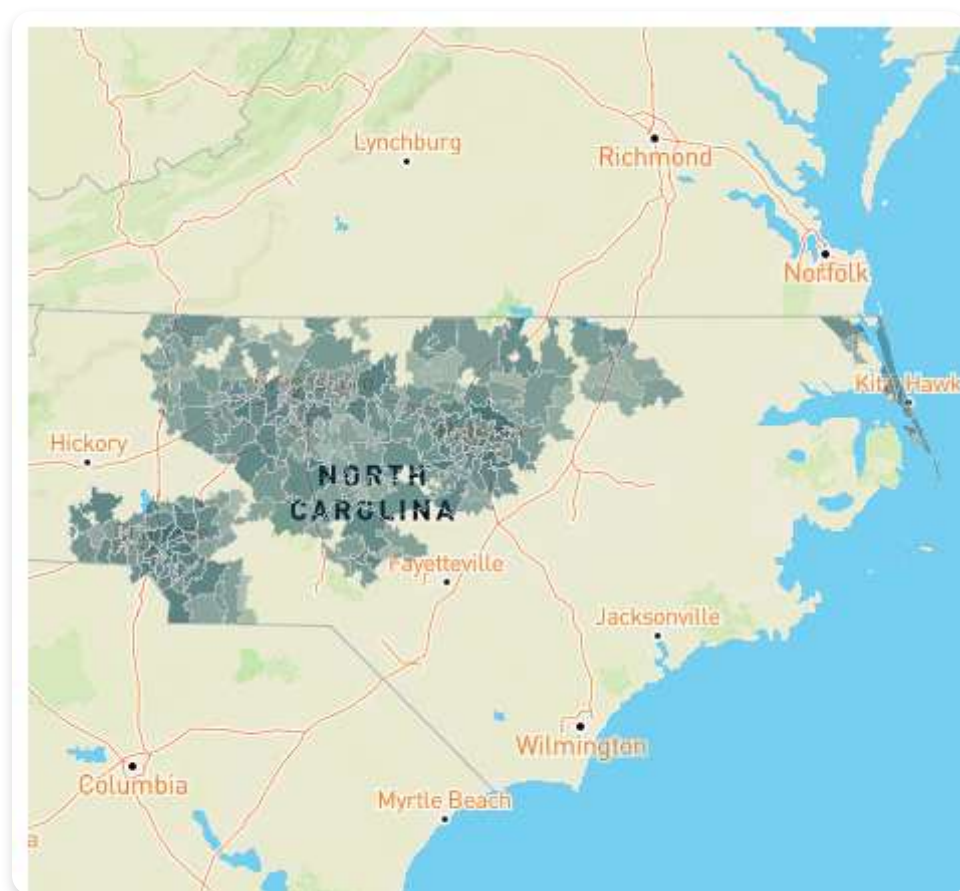 Lynchburg
Richmond
Norfolk
Kitty Hawk
Hickory
NORTH
CAROLINA
Fayetteville
Jacksonville
Wilmington
Columbia
Myrtle Beach
a